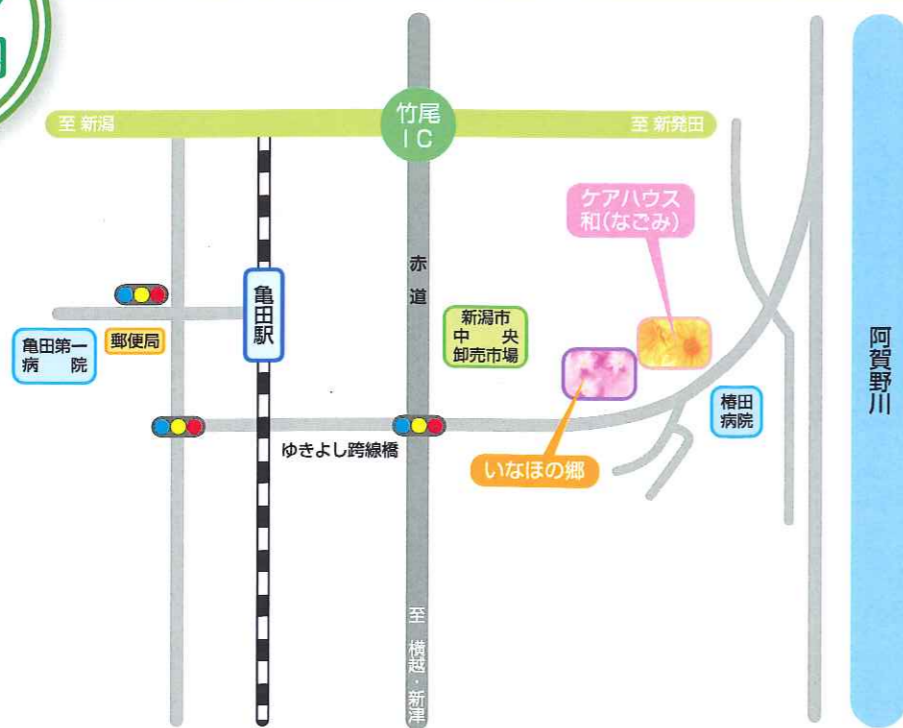 至 新潟
竹尾
IC
至 新発田
ケアハウス
和(なごみ)
赤道
亀田駅
新潟市
中　央
卸売市場
亀田第一
病　院
郵便局
阿賀野川
椿田
病院
ゆきよし跨線橋
いなほの郷
至 横越・新津